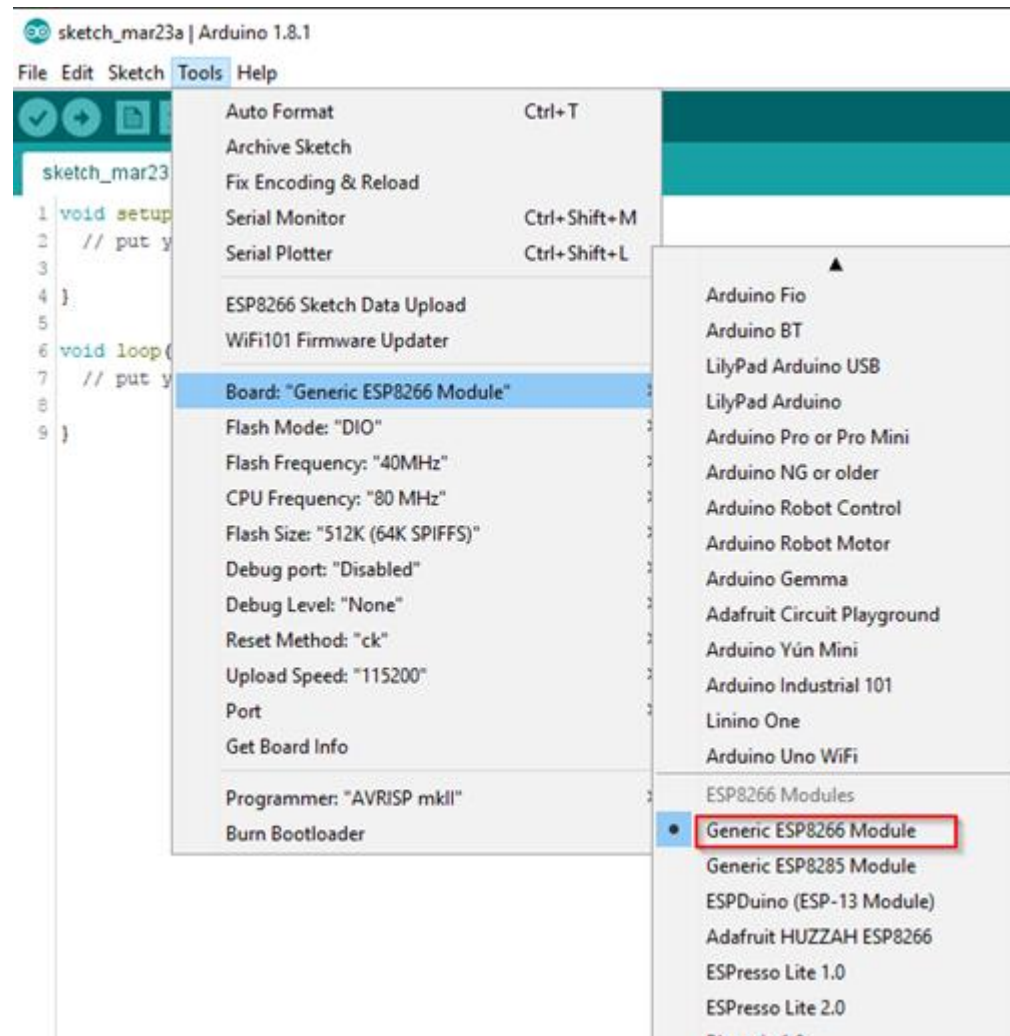 sketch_mar23a | Arduino 1.8.1
File Edit Sketch Tools Help
sketch_mar23
1 void setup
2 // put y
3
4 }
5
6 void loop(
7 // put y
8
9 }
Auto Format Ctrl+T
Archive Sketch
Fix Encoding & Reload
Serial Monitor Ctrl+Shift+M
Serial Plotter Ctrl+Shift+L
ESP8266 Sketch Data Upload
WiFi101 Firmware Updater
Board: "Generic ESP8266 Module"
Flash Mode: "DIO"
Flash Frequency: "40MHz"
CPU Frequency: "80 MHz"
Flash Size: "512K (64K SPIFFS)"
Debug port: "Disabled"
Debug Level: "None"
Reset Method: "ck"
Upload Speed: "115200"
Port
Get Board Info
Programmer: "AVRISP mkII"
Burn Bootloader
Arduino Fio
Arduino BT
LilyPad Arduino USB
LilyPad Arduino
Arduino Pro or Pro Mini
Arduino NG or older
Arduino Robot Control
Arduino Robot Motor
Arduino Gemma
Adafruit Circuit Playground
Arduino Yún Mini
Arduino Industrial 101
Linino One
Arduino Uno WiFi
ESP8266 Modules
Generic ESP8266 Module
Generic ESP8285 Module
ESPDuino (ESP-13 Module)
Adafruit HUZZAH ESP8266
ESPresso Lite 1.0
ESPresso Lite 2.0